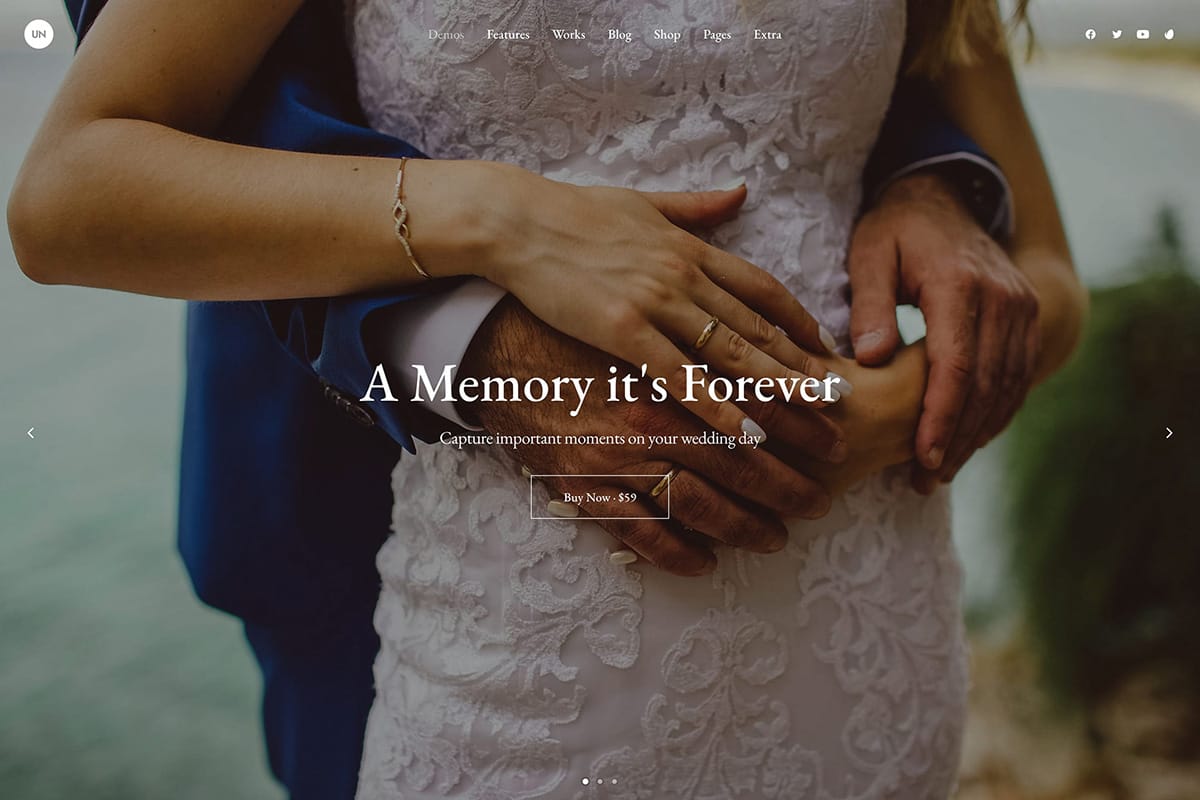 UN
Demos Features Works Blog Shop Pages Extra
A Memory it's Forever
Capture important moments on your wedding day
Buy Now · $59